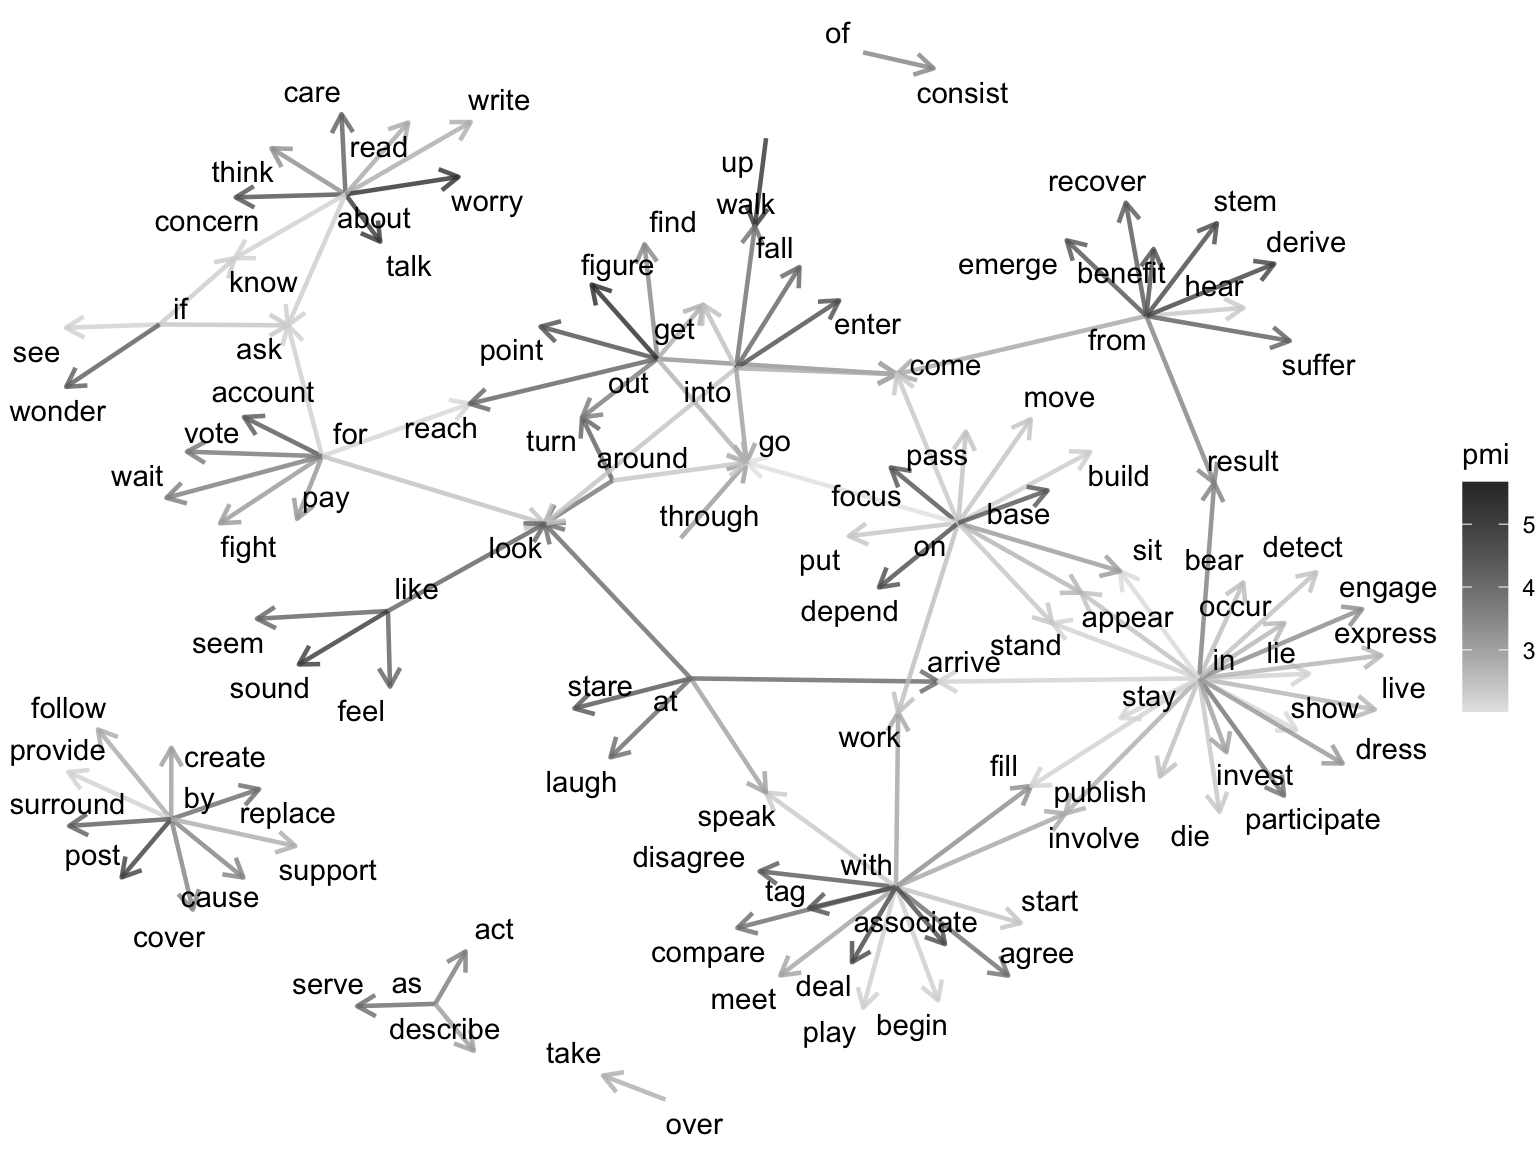 of
consist
care
write
read
think
worry
concern
about
talk
know
if
see
ask
wonder
up
walk
find
fall
figure
get
enter
point
out
into
come
recover
stem
derive
emerge
benefit
hear
from
suffer
account
vote
for
reach
wait
pay
fight
turn
around
go
through
look
move
pass
build
focus
base
on
put
depend
sit
appear
stand
result
bear
detect
engage
occur
express
in
lie
live
show
dress
stay
invest
participate
die
pmi
5
4
3
like
seem
sound
feel
stare
at
laugh
arrive
work
fill
publish
involve
speak
follow
provide
create
by
surround
replace
post
support
cause
cover
disagree
with
tag
associate
start
compare
agree
meet
deal
play
begin
act
serve
as
describe
take
over